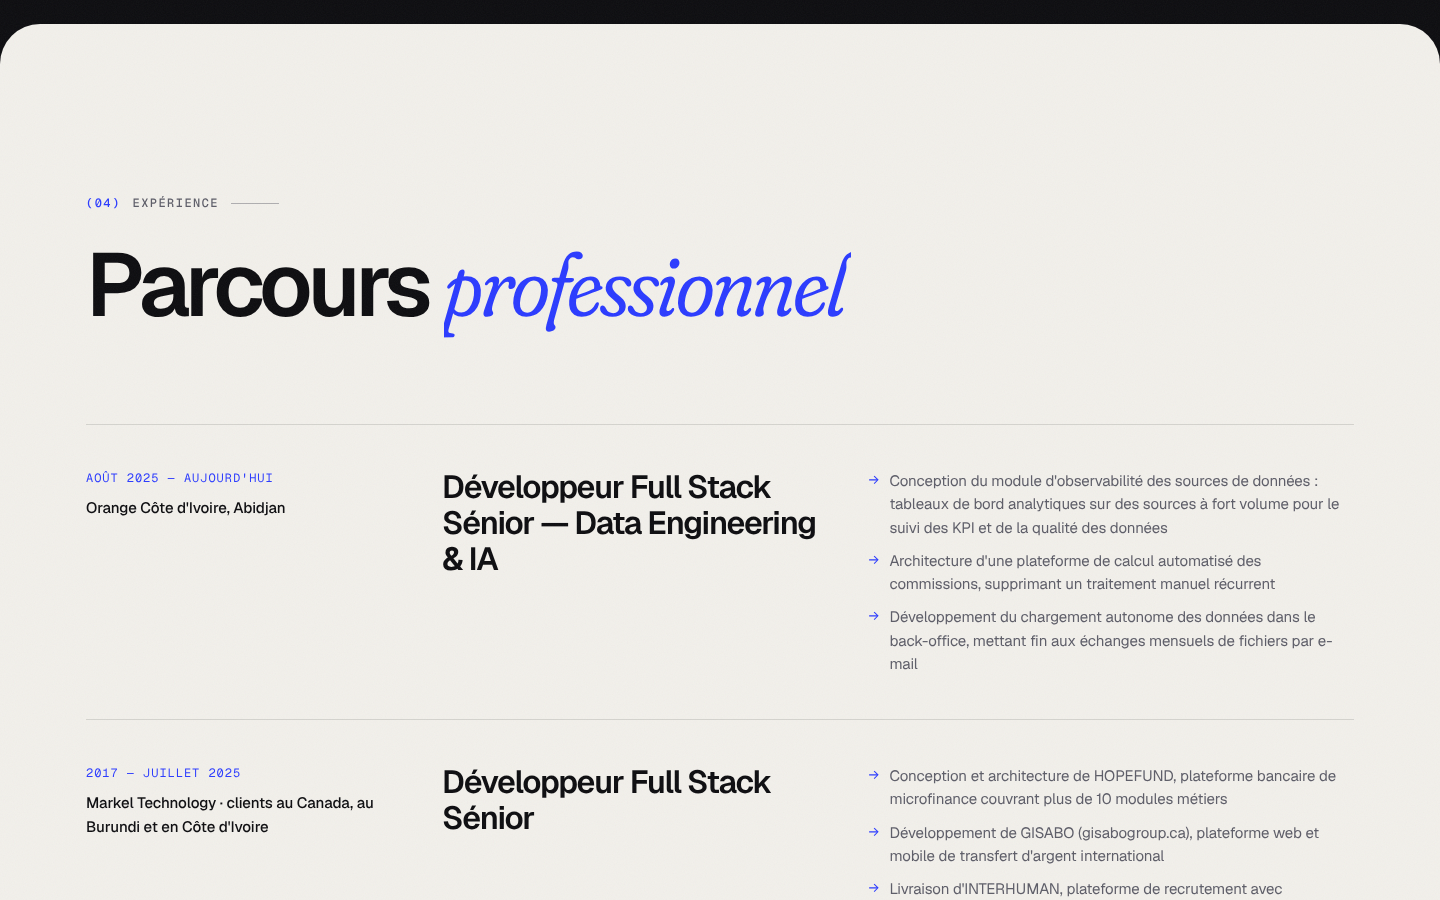 (04) EXPÉRIENCE
Parcours professionnel
AOÛT 2025 — AUJOURD'HUI
Orange Côte d'Ivoire, Abidjan
Développeur Full Stack
Sénior — Data Engineering
& IA
→ Conception du module d'observabilité des sources de données :
tableaux de bord analytiques sur des sources à fort volume pour le
suivi des KPI et de la qualité des données
→ Architecture d'une plateforme de calcul automatisé des
commissions, supprimant un traitement manuel récurrent
→ Développement du chargement autonome des données dans le
back-office, mettant fin aux échanges mensuels de fichiers par e-
mail
2017 — JUILLET 2025
Markel Technology · clients au Canada, au
Burundi et en Côte d'Ivoire
Développeur Full Stack
Sénior
→ Conception et architecture de HOPEFUND, plateforme bancaire de
microfinance couvrant plus de 10 modules métiers
→ Développement de GISABO (gisabogroup.ca), plateforme web et
mobile de transfert d'argent international
→ Livraison d'INTERHUMAN, plateforme de recrutement avec